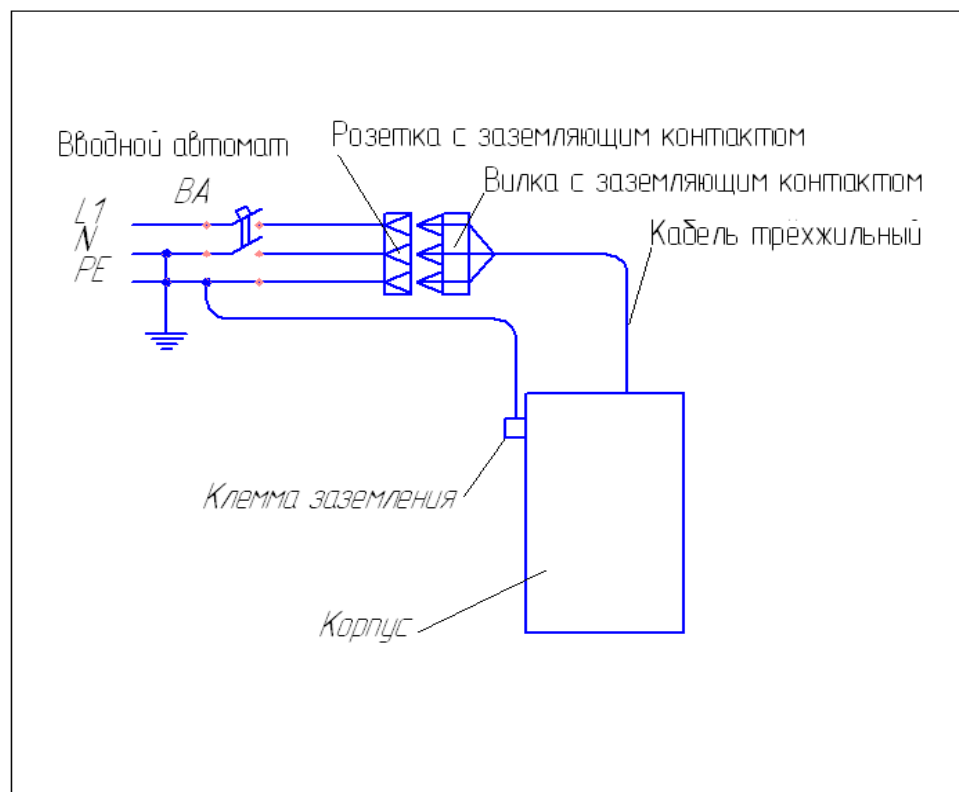 Розетка с заземляющим контактом
Вводной автомат
Вилка с заземляющим контактом
ВА
L1
N
Кабель трёхжильный
PE
Клемма заземления
Корпус